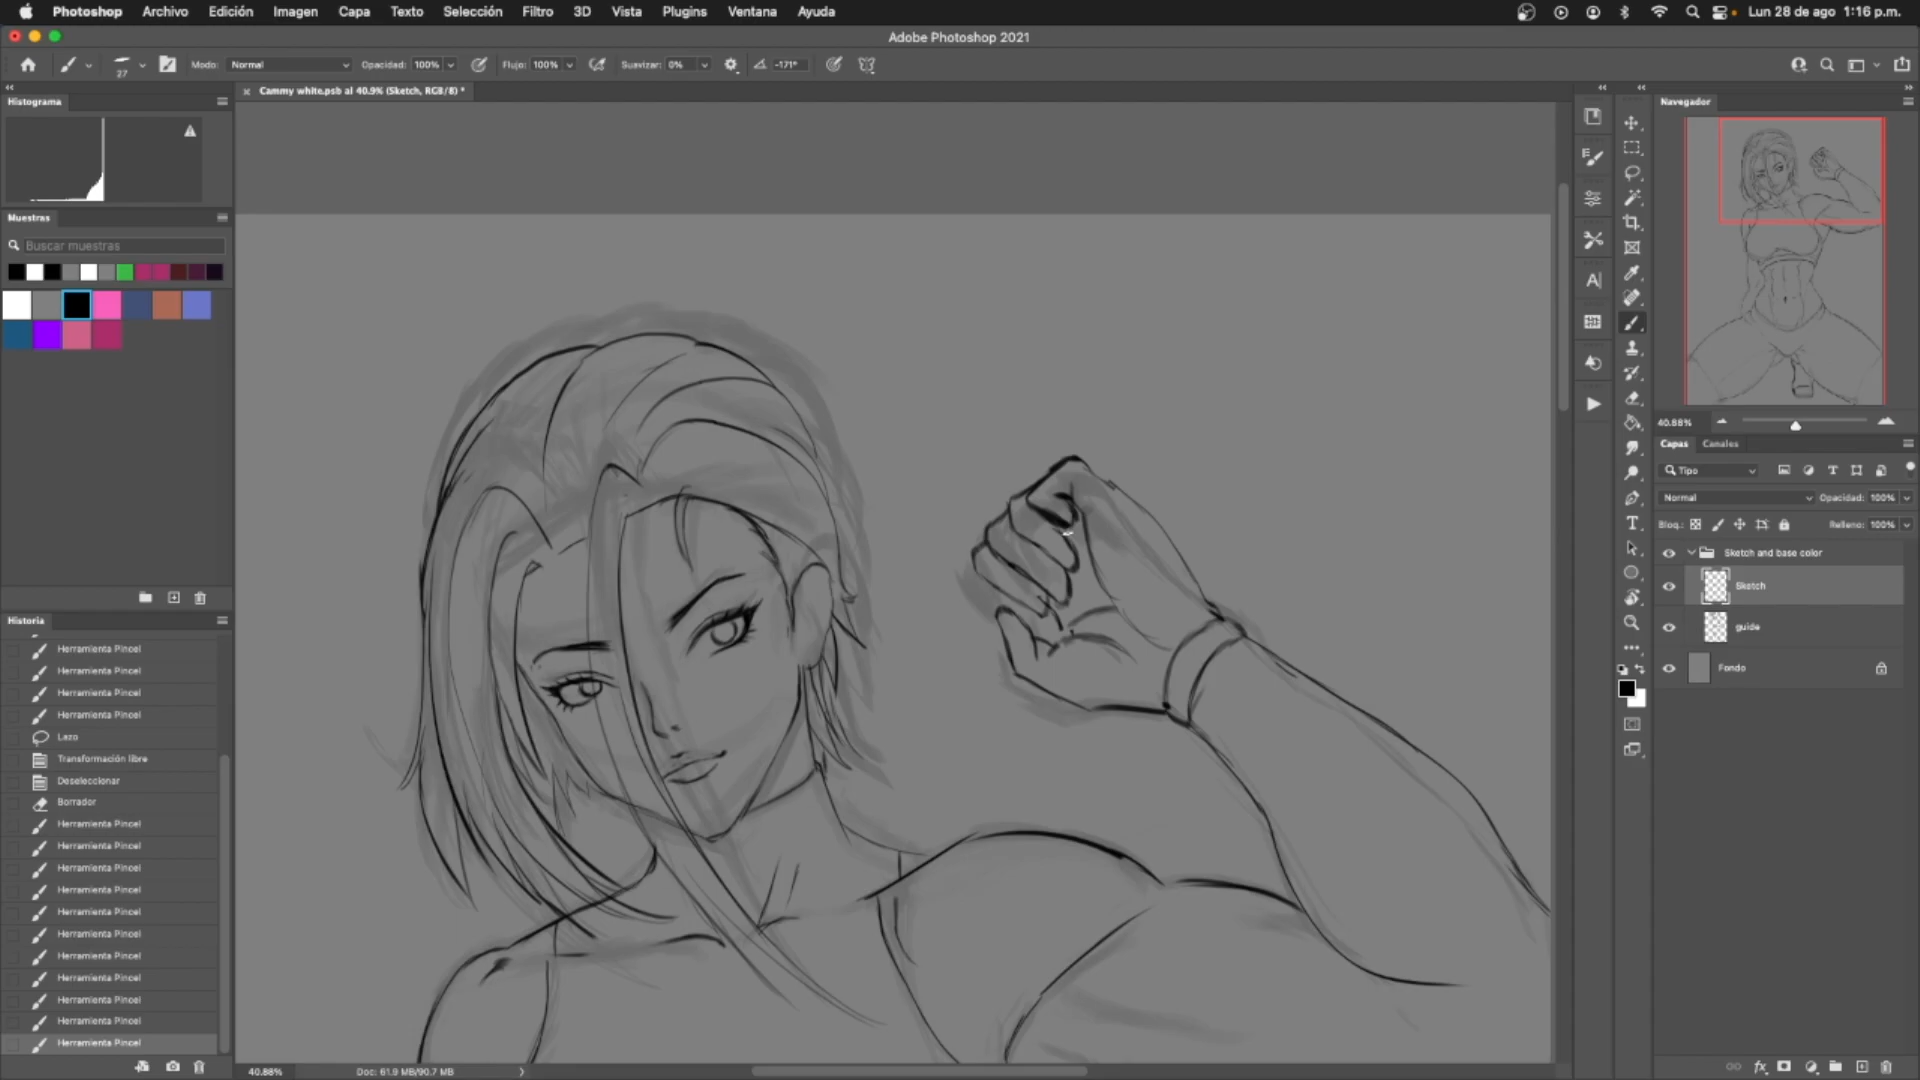 Photoshop Archivo Edición Imagen Capa Texto Selección Filtro 3D Vista Plugins Ventana Ayuda Lun 28 de ago 1:16 p.m.
Adobe Photoshop 2021
27 Modo: Normal Opacidad: 100% Flujo: 100% Suavizar: 0% -171°
Cammy white.psb al 40.9% (Sketch, RGB/8) *
Histograma
Navegador
Muestras
Buscar muestras
40.88%
Capas Canales
Tipo
Normal Opacidad: 100%
Bloq.: Relleno: 100%
Sketch and base color
Sketch
guide
Fondo
Historia
Herramienta Pincel
Herramienta Pincel
Herramienta Pincel
Herramienta Pincel
Lazo
Transformación libre
Deseleccionar
Borrador
Herramienta Pincel
Herramienta Pincel
Herramienta Pincel
Herramienta Pincel
Herramienta Pincel
Herramienta Pincel
Herramienta Pincel
Herramienta Pincel
Herramienta Pincel
Herramienta Pincel
Herramienta Pincel
40.88% Doc: 61.9 MB/90.7 MB